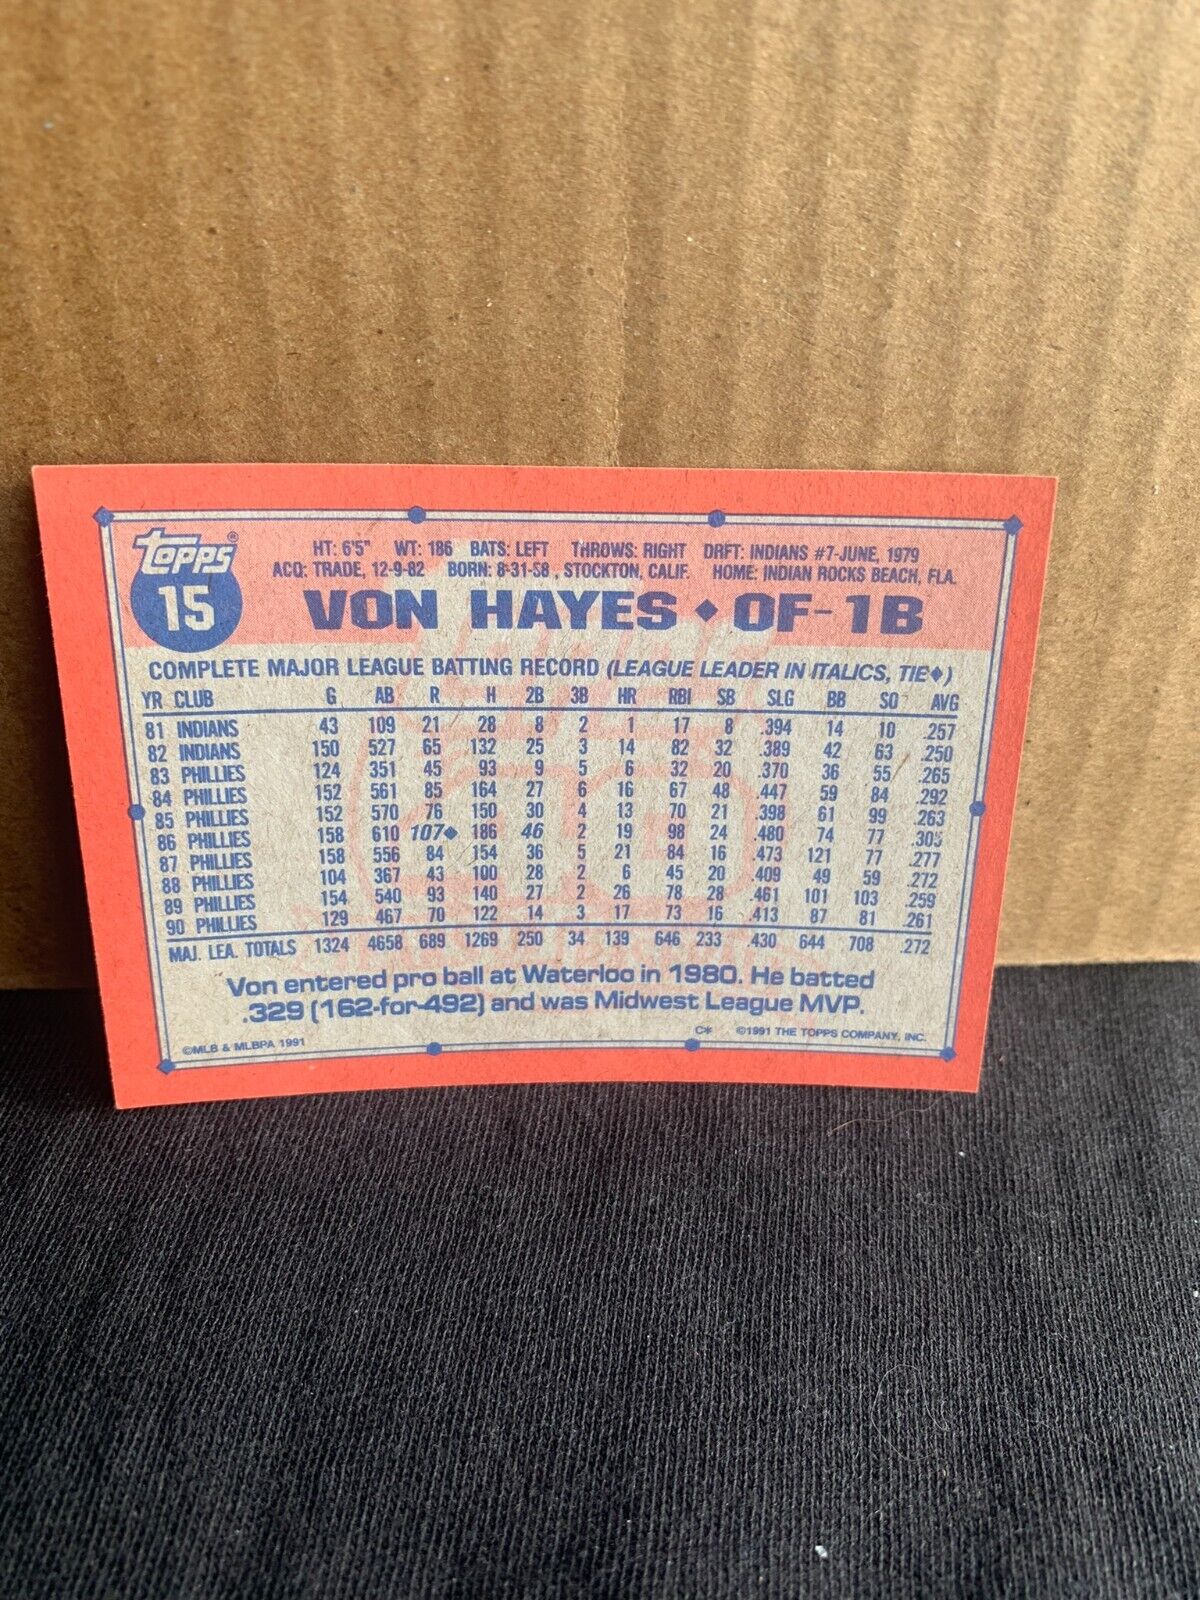 topps®
15
HT: 6'5" WT: 186 BATS: LEFT THROWS: RIGHT DRFT: INDIANS #7-JUNE, 1979
ACQ: TRADE, 12-9-82 BORN: 8-31-58, STOCKTON, CALIF. HOME: INDIAN ROCKS BEACH, FLA.
VON HAYES ◆ OF-1B
COMPLETE MAJOR LEAGUE BATTING RECORD (LEAGUE LEADER IN ITALICS, TIE◆)
YR CLUB G AB R H 2B 3B HR RBI SB SLG BB SO AVG
81 INDIANS 43 109 21 28 8 2 1 17 8 .394 14 10 .257
82 INDIANS 150 527 65 132 25 3 14 82 32 .389 42 63 .250
83 PHILLIES 124 351 45 93 9 5 6 32 20 .370 36 55 .265
84 PHILLIES 152 561 85 164 27 6 16 67 48 .447 59 84 .292
85 PHILLIES 152 570 76 150 30 4 13 70 21 .398 61 99 .263
86 PHILLIES 158 610 107◆ 186 46 2 19 98 24 .480 74 77 .305
87 PHILLIES 158 556 84 154 36 5 21 84 16 .473 121 77 .277
88 PHILLIES 104 367 43 100 28 2 6 45 20 .409 49 59 .272
89 PHILLIES 154 540 93 140 27 2 26 78 28 .461 101 103 .259
90 PHILLIES 129 467 70 122 14 3 17 73 16 .413 87 81 .261
MAJ. LEA. TOTALS 1324 4658 689 1269 250 34 139 646 233 .430 644 708 .272
Von entered pro ball at Waterloo in 1980. He batted
.329 (162-for-492) and was Midwest League MVP.
©MLB & MLBPA 1991 C* ©1991 THE TOPPS COMPANY, INC.